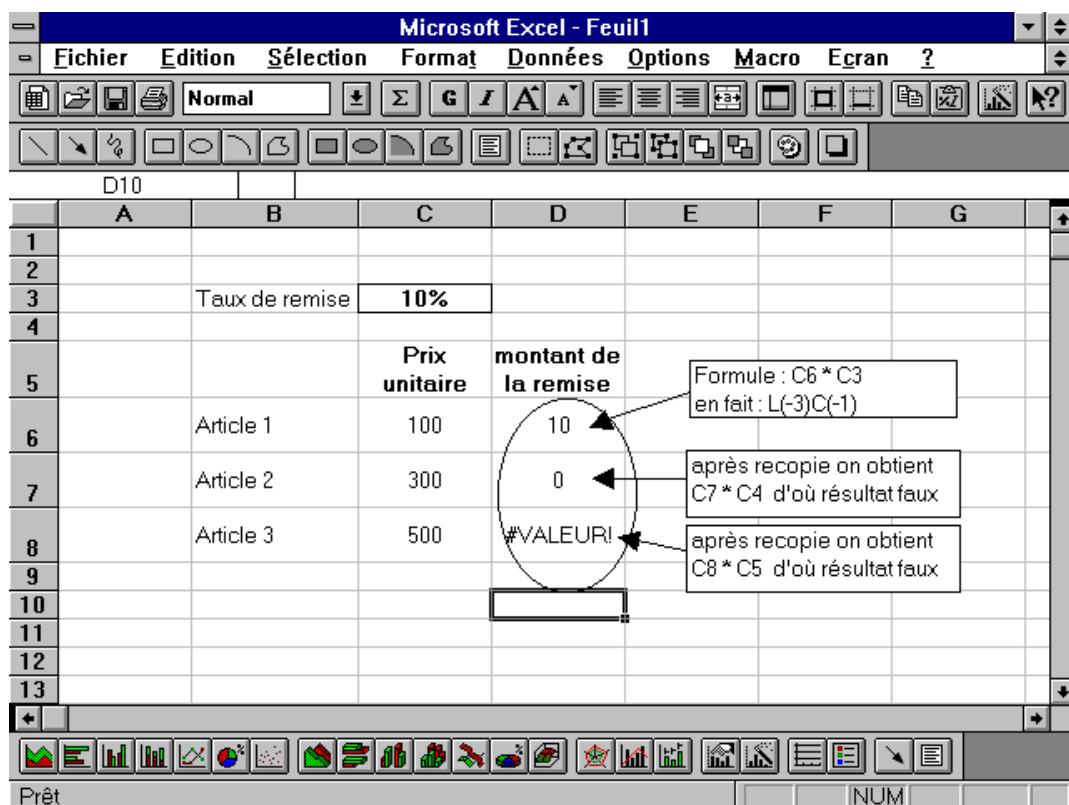 Microsoft Excel - Feuil1
Fichier Edition Sélection Format Données Options Macro Ecran ?
Normal Σ G I A A
D10
A B C D E F G
1
2
3 Taux de remise 10%
4
5 Prix unitaire montant de la remise
Formule : C6 * C3
en fait : L(-3)C(-1)
6 Article 1 100 10
après recopie on obtient
C7 * C4 d'où résultat faux
7 Article 2 300 0
8 Article 3 500 #VALEUR!
après recopie on obtient
C8 * C5 d'où résultat faux
9
10
11
12
13
Prêt NUM